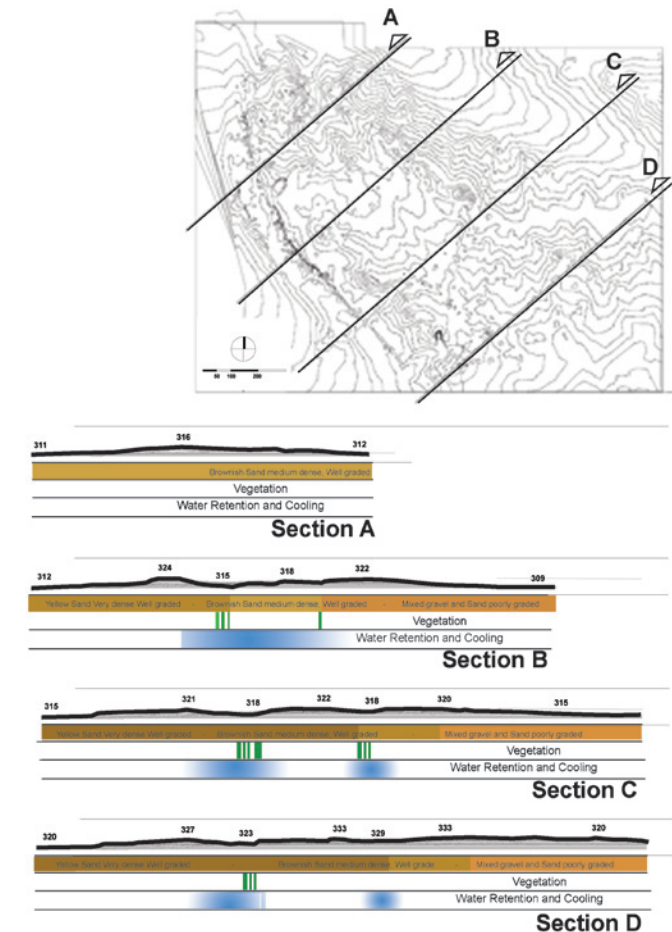 A
B
C
D
50 100 200
311 316 312
Brownish Sand medium dense, Well graded
Vegetation
Water Retention and Cooling
Section A
312 324 315 318 322 309
Yellow Sand Very dense Well graded - Brownish Sand medium dense, Well graded - Mixed gravel and Sand poorly graded
Vegetation
Water Retention and Cooling
Section B
315 321 318 322 318 320 315
Yellow Sand Very dense Well graded - Brownish Sand medium dense, Well graded Mixed gravel and Sand poorly graded
Vegetation
Water Retention and Cooling
Section C
320 327 323 333 329 333 320
Yellow Sand Very dense Well graded - Brownish Sand medium dense, Well grade - Mixed gravel and Sand poorly graded
Vegetation
Water Retention and Cooling
Section D